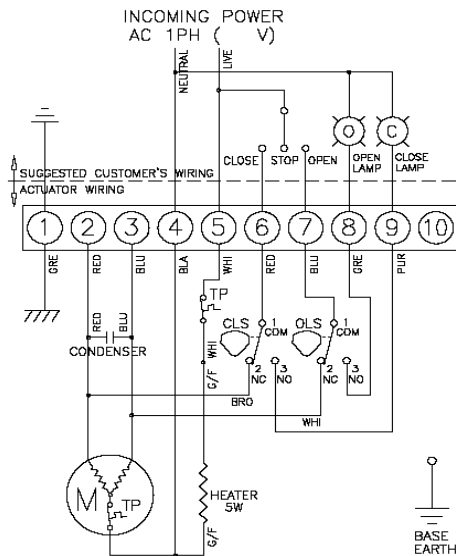 INCOMING POWER
AC 1PH ( V)
NEUTRAL
LIVE
O
C
CLOSE
STOP
OPEN
OPEN
LAMP
CLOSE
LAMP
SUGGESTED CUSTOMER'S WIRING
ACTUATOR WIRING
1 2 3 4 5 6 7 8 9 10
GRE
RED
BLU
BLA
WHI
RED
BLU
GRE
PUR
TP
RED
BLU
CONDENSER
WHI
G/F
CLS
1
COM
OLS
1
COM
2
NC
3
NO
2
NC
3
NO
BRO
WHI
M
TP
HEATER
5W
G/F
BASE
EARTH